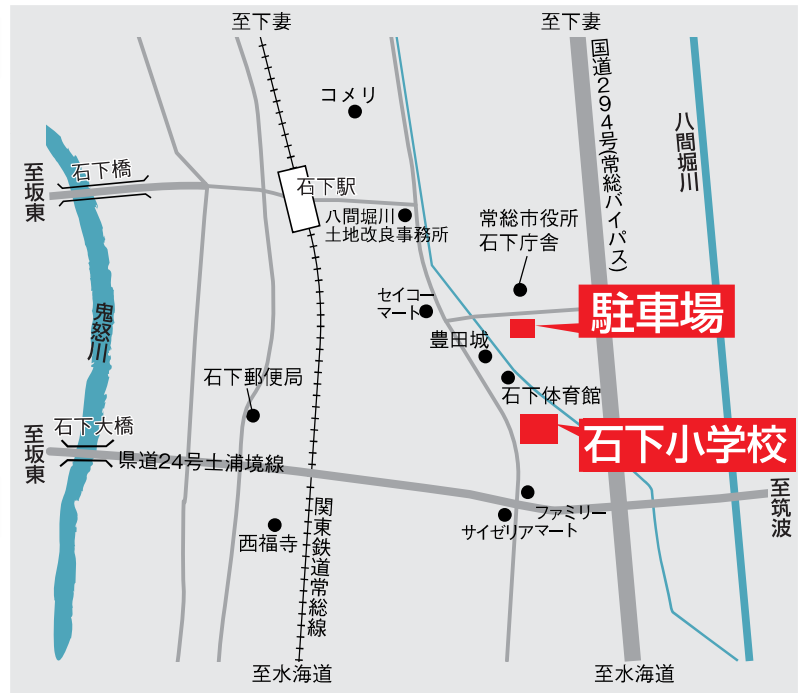 至下妻
至下妻
国道294号(常総バイパス)
コメリ
八間堀川
石下橋
至坂東
石下駅
八間堀川
土地改良事務所
常総市役所
石下庁舎
セイコー
マート
駐車場
鬼怒川
豊田城
石下郵便局
石下体育館
石下大橋
至坂東
石下小学校
県道24号土浦境線
至筑波
関東鉄道常総線
ファミリー
マート
サイゼリア
西福寺
至水海道
至水海道